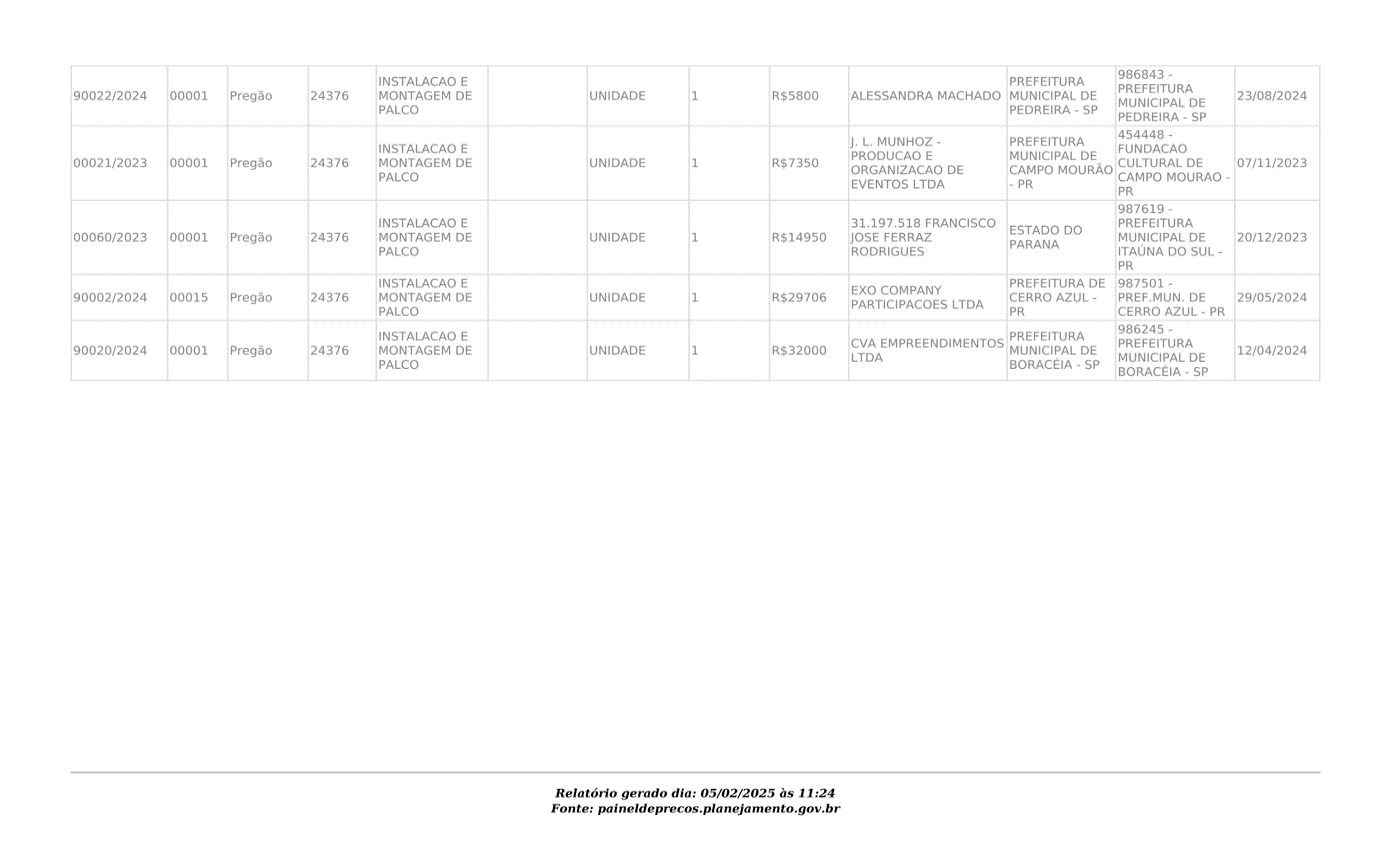 90022/2024 00001 Pregão 24376 INSTALACAO E MONTAGEM DE PALCO UNIDADE 1 R$5800 ALESSANDRA MACHADO PREFEITURA MUNICIPAL DE PEDREIRA - SP 986843 - PREFEITURA MUNICIPAL DE PEDREIRA - SP 23/08/2024
00021/2023 00001 Pregão 24376 INSTALACAO E MONTAGEM DE PALCO UNIDADE 1 R$7350 J. L. MUNHOZ - PRODUCAO E ORGANIZACAO DE EVENTOS LTDA PREFEITURA MUNICIPAL DE CAMPO MOURÃO - PR 454448 - FUNDACAO CULTURAL DE CAMPO MOURAO - PR 07/11/2023
00060/2023 00001 Pregão 24376 INSTALACAO E MONTAGEM DE PALCO UNIDADE 1 R$14950 31.197.518 FRANCISCO JOSE FERRAZ RODRIGUES ESTADO DO PARANA 987619 - PREFEITURA MUNICIPAL DE ITAÚNA DO SUL - PR 20/12/2023
90002/2024 00015 Pregão 24376 INSTALACAO E MONTAGEM DE PALCO UNIDADE 1 R$29706 EXO COMPANY PARTICIPACOES LTDA PREFEITURA DE CERRO AZUL - PR 987501 - PREF.MUN. DE CERRO AZUL - PR 29/05/2024
90020/2024 00001 Pregão 24376 INSTALACAO E MONTAGEM DE PALCO UNIDADE 1 R$32000 CVA EMPREENDIMENTOS LTDA PREFEITURA MUNICIPAL DE BORACÉIA - SP 986245 - PREFEITURA MUNICIPAL DE BORACÉIA - SP 12/04/2024
Relatório gerado dia: 05/02/2025 às 11:24
Fonte: paineldeprecos.planejamento.gov.br